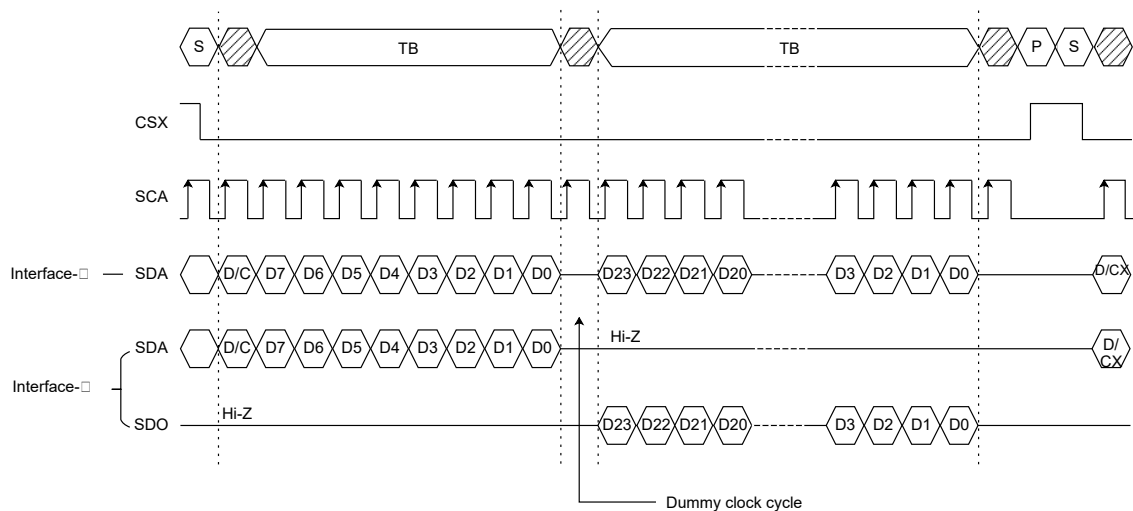 S TB TB P S
CSX
SCA
Interface-□ SDA D/C D7 D6 D5 D4 D3 D2 D1 D0 D23 D22 D21 D20 D3 D2 D1 D0 D/CX
SDA D/C D7 D6 D5 D4 D3 D2 D1 D0 Hi-Z D/
CX
Interface-□
SDO Hi-Z D23 D22 D21 D20 D3 D2 D1 D0
Dummy clock cycle